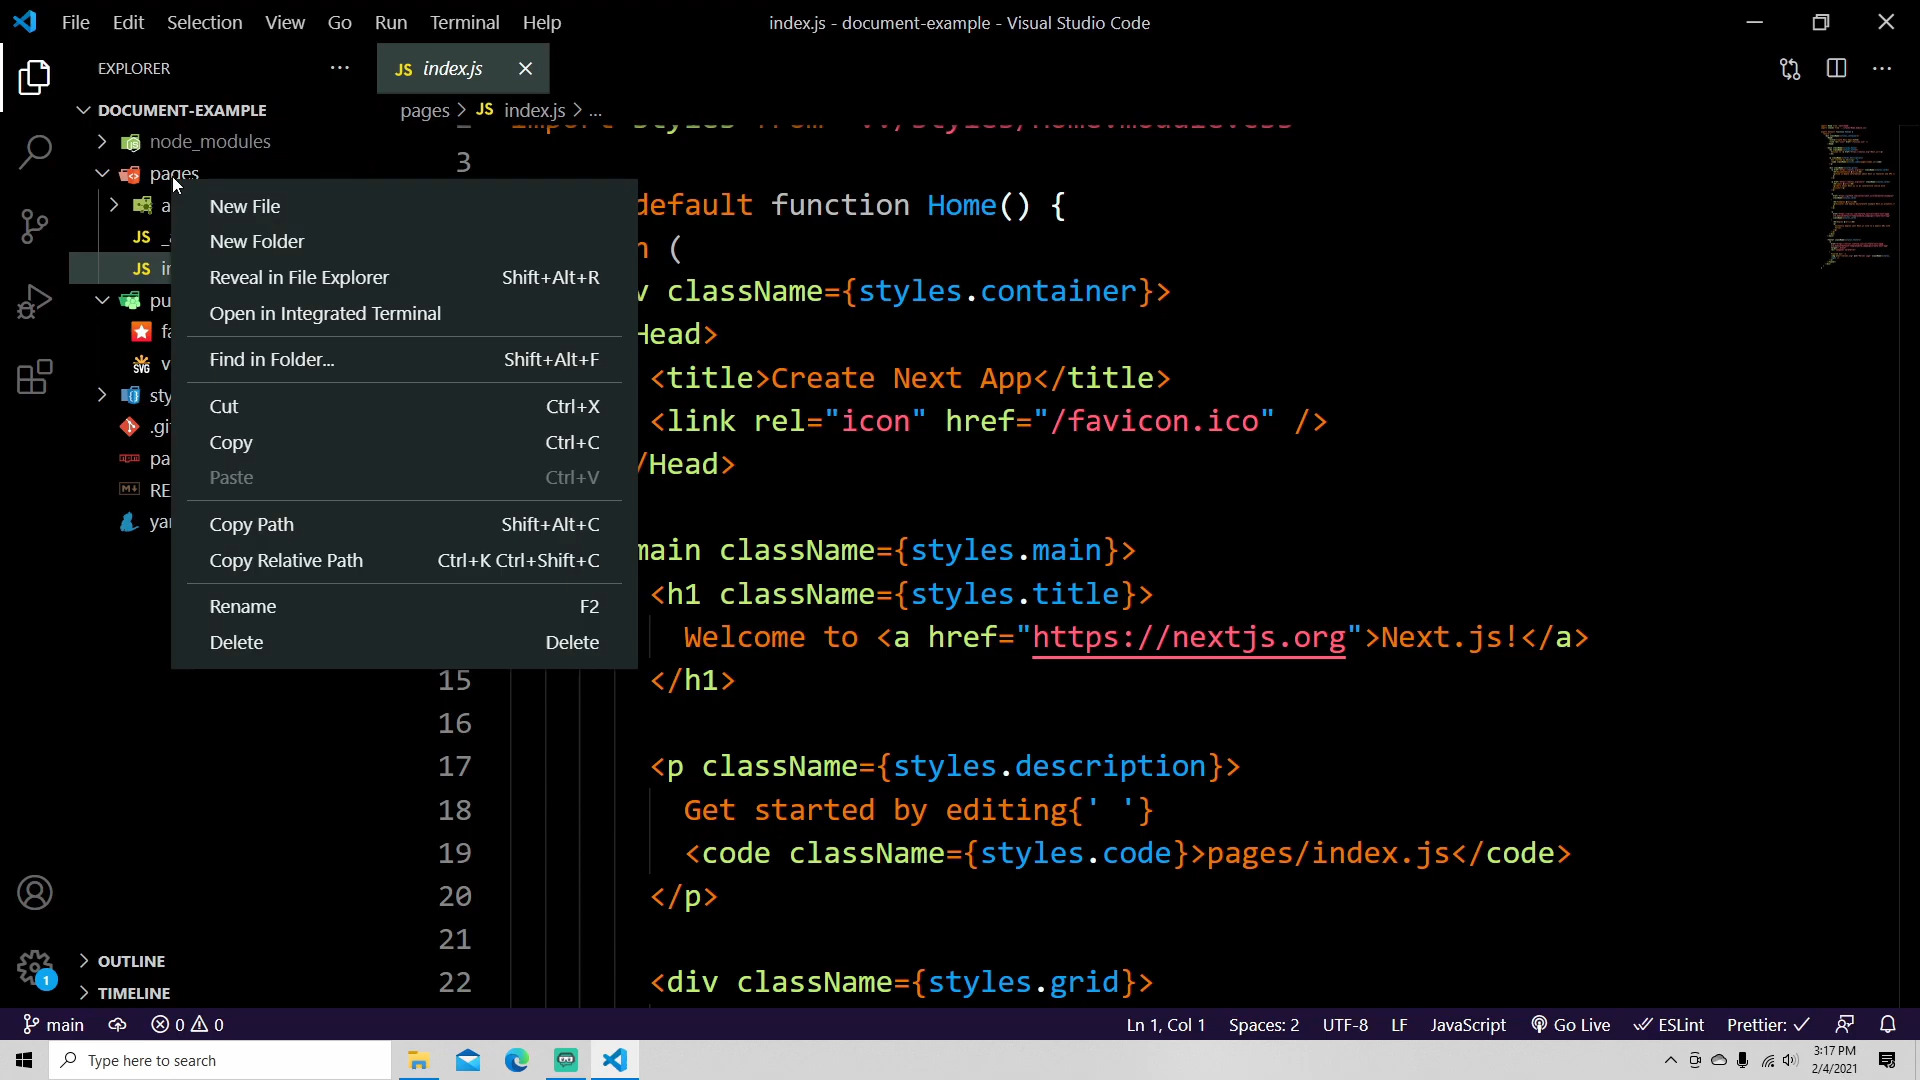 File Edit Selection View Go Run Terminal Help
index.js - document-example - Visual Studio Code
EXPLORER
JS index.js
DOCUMENT-EXAMPLE
pages > JS index.js > ...
node_modules
3
pages
New File
default function Home() {
JS
New Folder
(
JS
Reveal in File Explorer Shift+Alt+R
className={styles.container}>
Open in Integrated Terminal
Head>
Find in Folder... Shift+Alt+F
<title>Create Next App</title>
Cut Ctrl+X
<link rel="icon" href="/favicon.ico" />
Copy Ctrl+C
/Head>
SVG
Paste Ctrl+V
Copy Path Shift+Alt+C
main className={styles.main}>
Copy Relative Path Ctrl+K Ctrl+Shift+C
<h1 className={styles.title}>
Rename F2
Welcome to <a href="https://nextjs.org">Next.js!</a>
Delete Delete
15 </h1>
16
17 <p className={styles.description}>
18 Get started by editing{' '}
19 <code className={styles.code}>pages/index.js</code>
20 </p>
21
22 <div className={styles.grid}>
OUTLINE
1
TIMELINE
main 0 0
Ln 1, Col 1 Spaces: 2 UTF-8 LF JavaScript Go Live ESLint Prettier: ✓
Type here to search
3:17 PM
2/4/2021